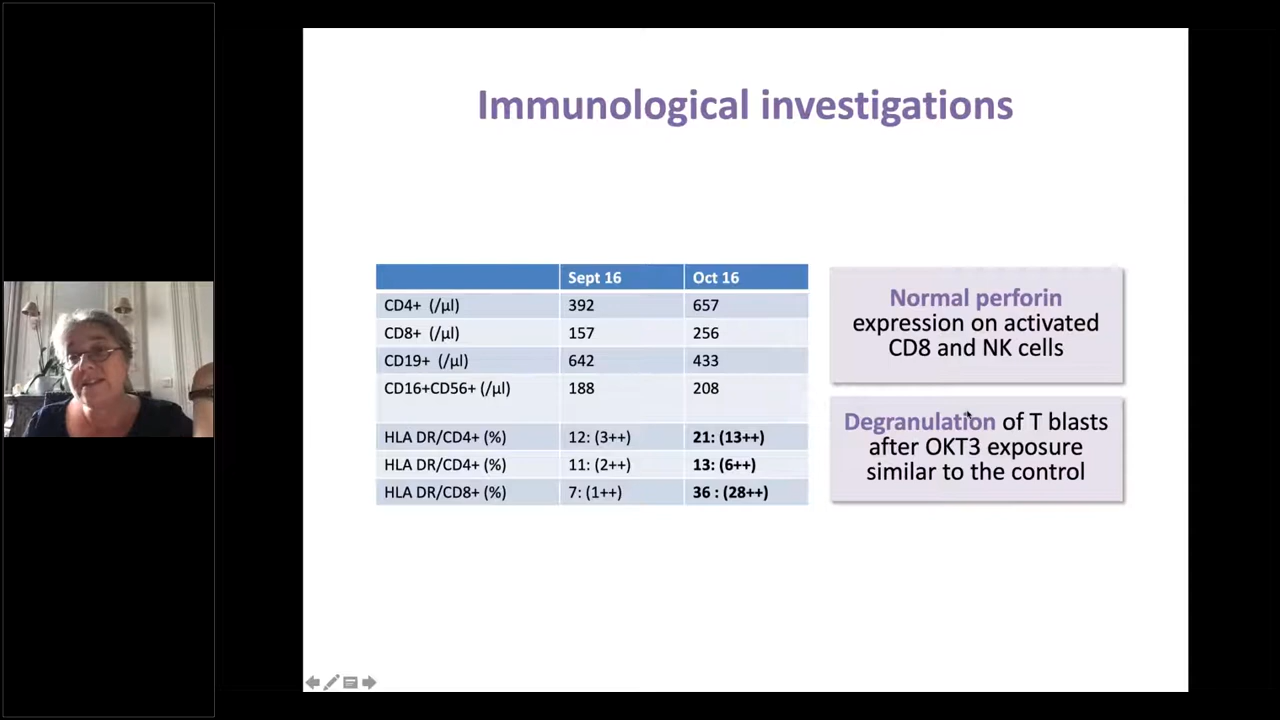 Immunological investigations
Sept 16 Oct 16
CD4+ (/µl) 392 657
CD8+ (/µl) 157 256
CD19+ (/µl) 642 433
CD16+CD56+ (/µl) 188 208
HLA DR/CD4+ (%) 12: (3++) 21: (13++)
HLA DR/CD4+ (%) 11: (2++) 13: (6++)
HLA DR/CD8+ (%) 7: (1++) 36 : (28++)
Normal perforin
expression on activated
CD8 and NK cells
Degranulation of T blasts
after OKT3 exposure
similar to the control